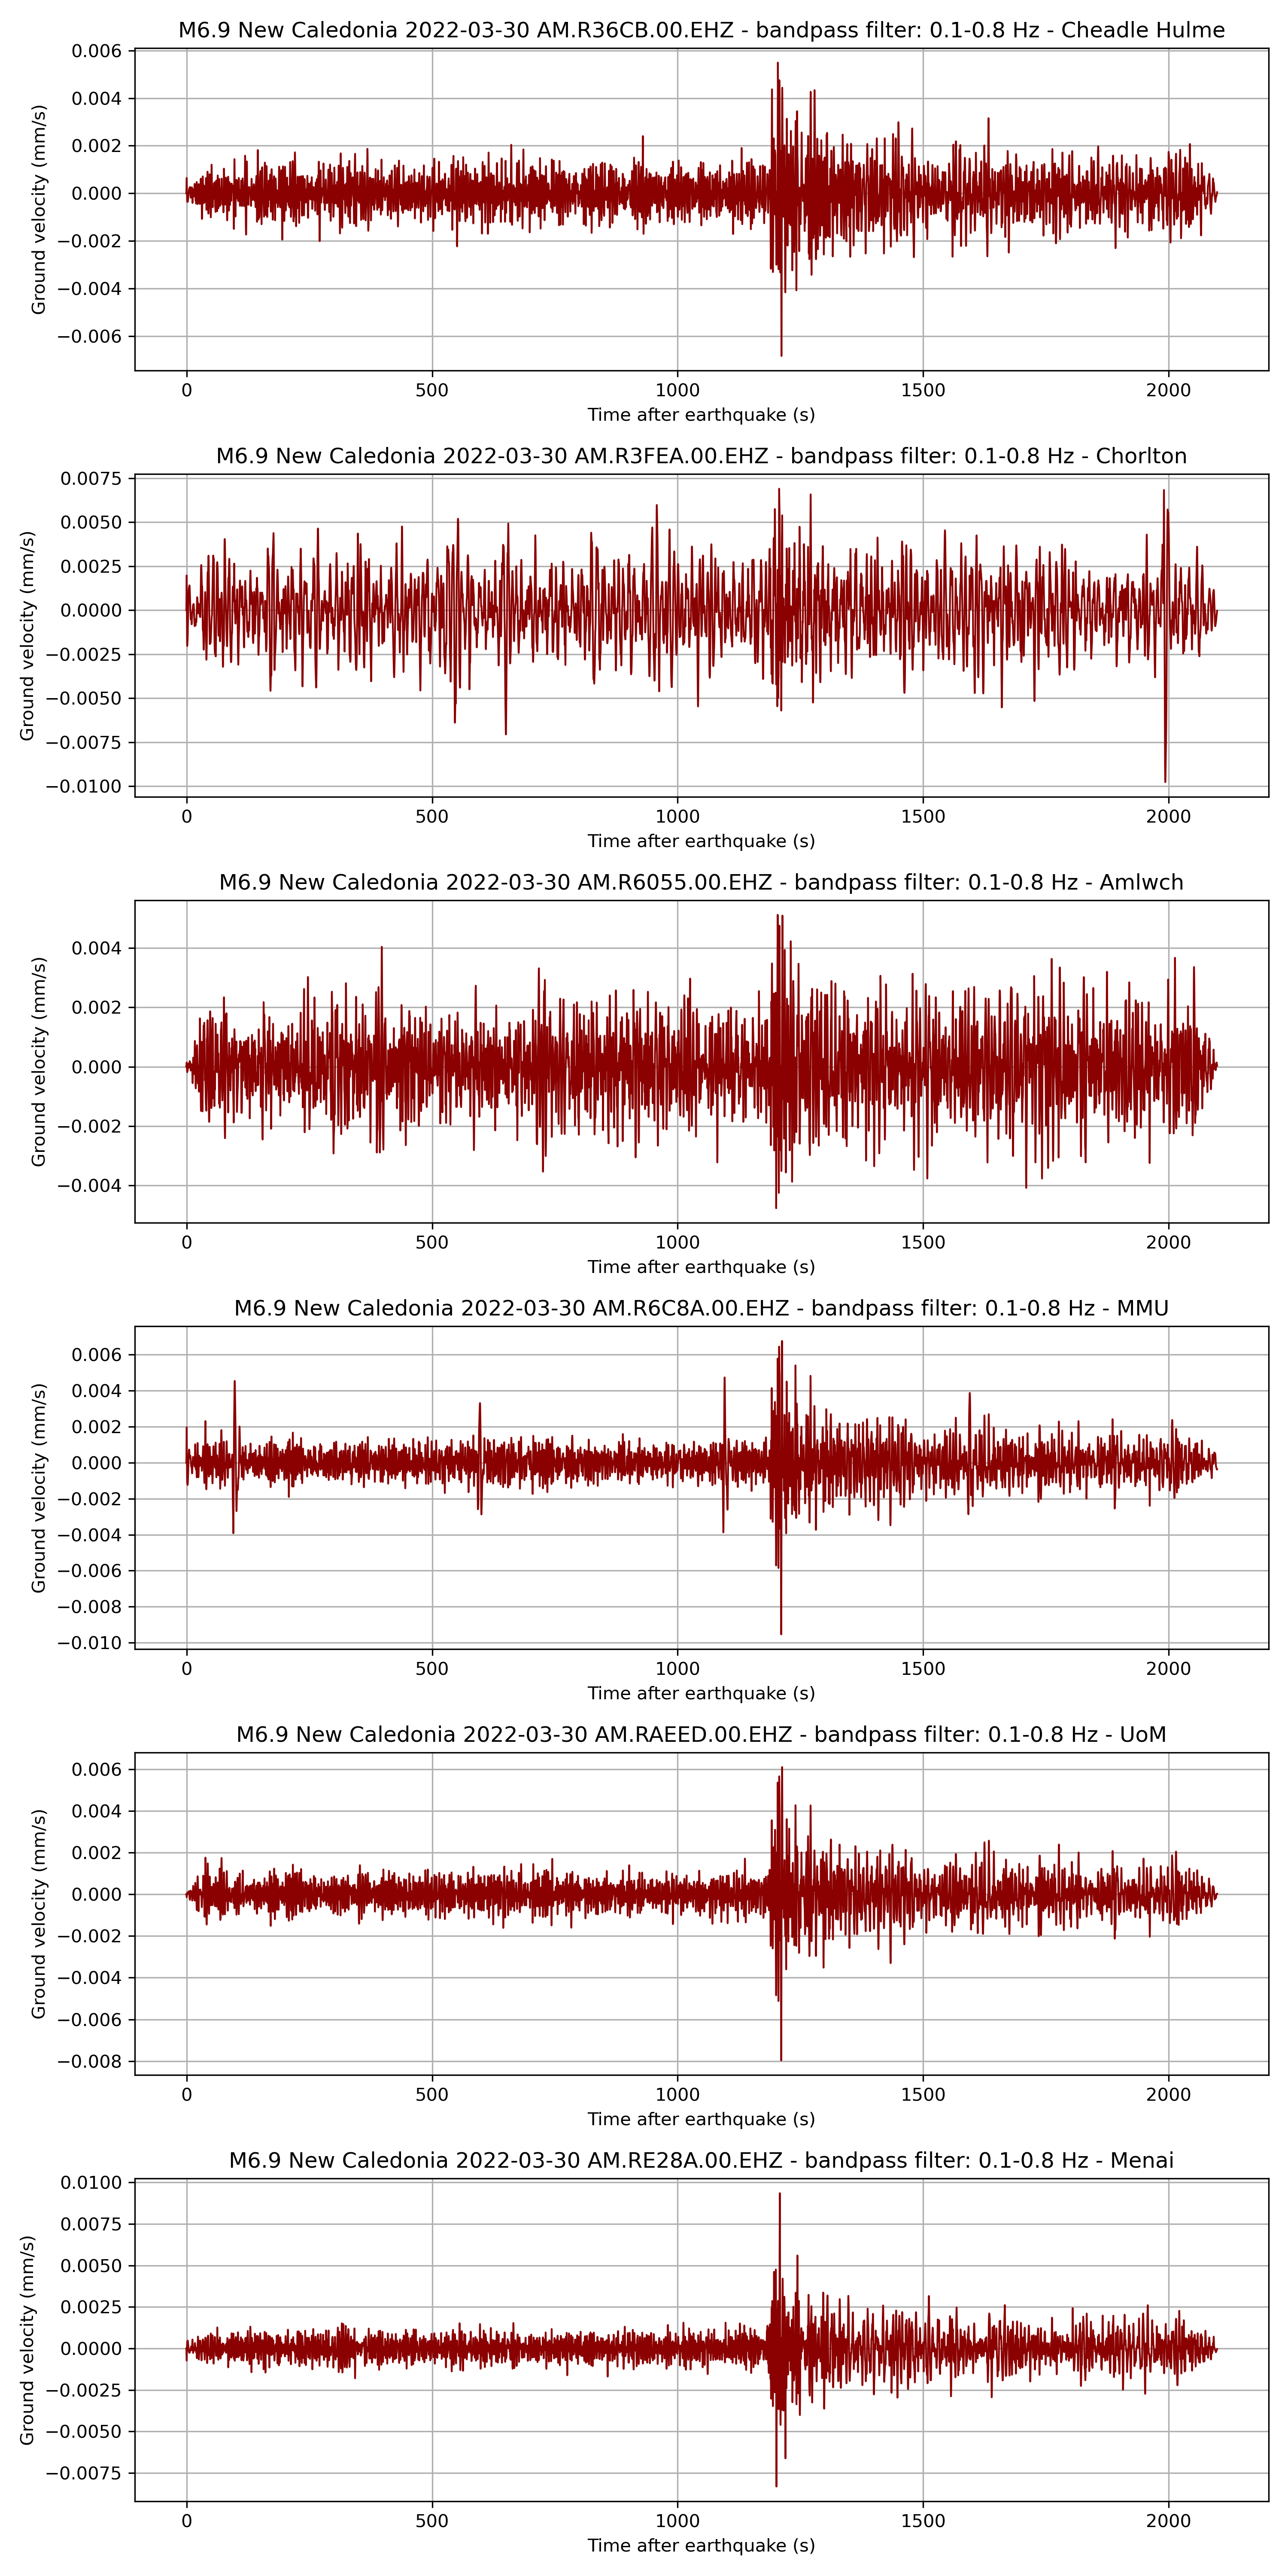 M6.9 New Caledonia 2022-03-30 AM.R36CB.00.EHZ - bandpass filter: 0.1-0.8 Hz - Cheadle Hulme
0.006
0.004
0.002
0.000
−0.002
−0.004
−0.006
Ground velocity (mm/s)
0 500 1000 1500 2000
Time after earthquake (s)
M6.9 New Caledonia 2022-03-30 AM.R3FEA.00.EHZ - bandpass filter: 0.1-0.8 Hz - Chorlton
0.0075
0.0050
0.0025
0.0000
−0.0025
−0.0050
−0.0075
−0.0100
Ground velocity (mm/s)
0 500 1000 1500 2000
Time after earthquake (s)
M6.9 New Caledonia 2022-03-30 AM.R6055.00.EHZ - bandpass filter: 0.1-0.8 Hz - Amlwch
0.004
0.002
0.000
−0.002
−0.004
Ground velocity (mm/s)
0 500 1000 1500 2000
Time after earthquake (s)
M6.9 New Caledonia 2022-03-30 AM.R6C8A.00.EHZ - bandpass filter: 0.1-0.8 Hz - MMU
0.006
0.004
0.002
0.000
−0.002
−0.004
−0.006
−0.008
−0.010
Ground velocity (mm/s)
0 500 1000 1500 2000
Time after earthquake (s)
M6.9 New Caledonia 2022-03-30 AM.RAEED.00.EHZ - bandpass filter: 0.1-0.8 Hz - UoM
0.006
0.004
0.002
0.000
−0.002
−0.004
−0.006
−0.008
Ground velocity (mm/s)
0 500 1000 1500 2000
Time after earthquake (s)
M6.9 New Caledonia 2022-03-30 AM.RE28A.00.EHZ - bandpass filter: 0.1-0.8 Hz - Menai
0.0100
0.0075
0.0050
0.0025
0.0000
−0.0025
−0.0050
−0.0075
Ground velocity (mm/s)
0 500 1000 1500 2000
Time after earthquake (s)